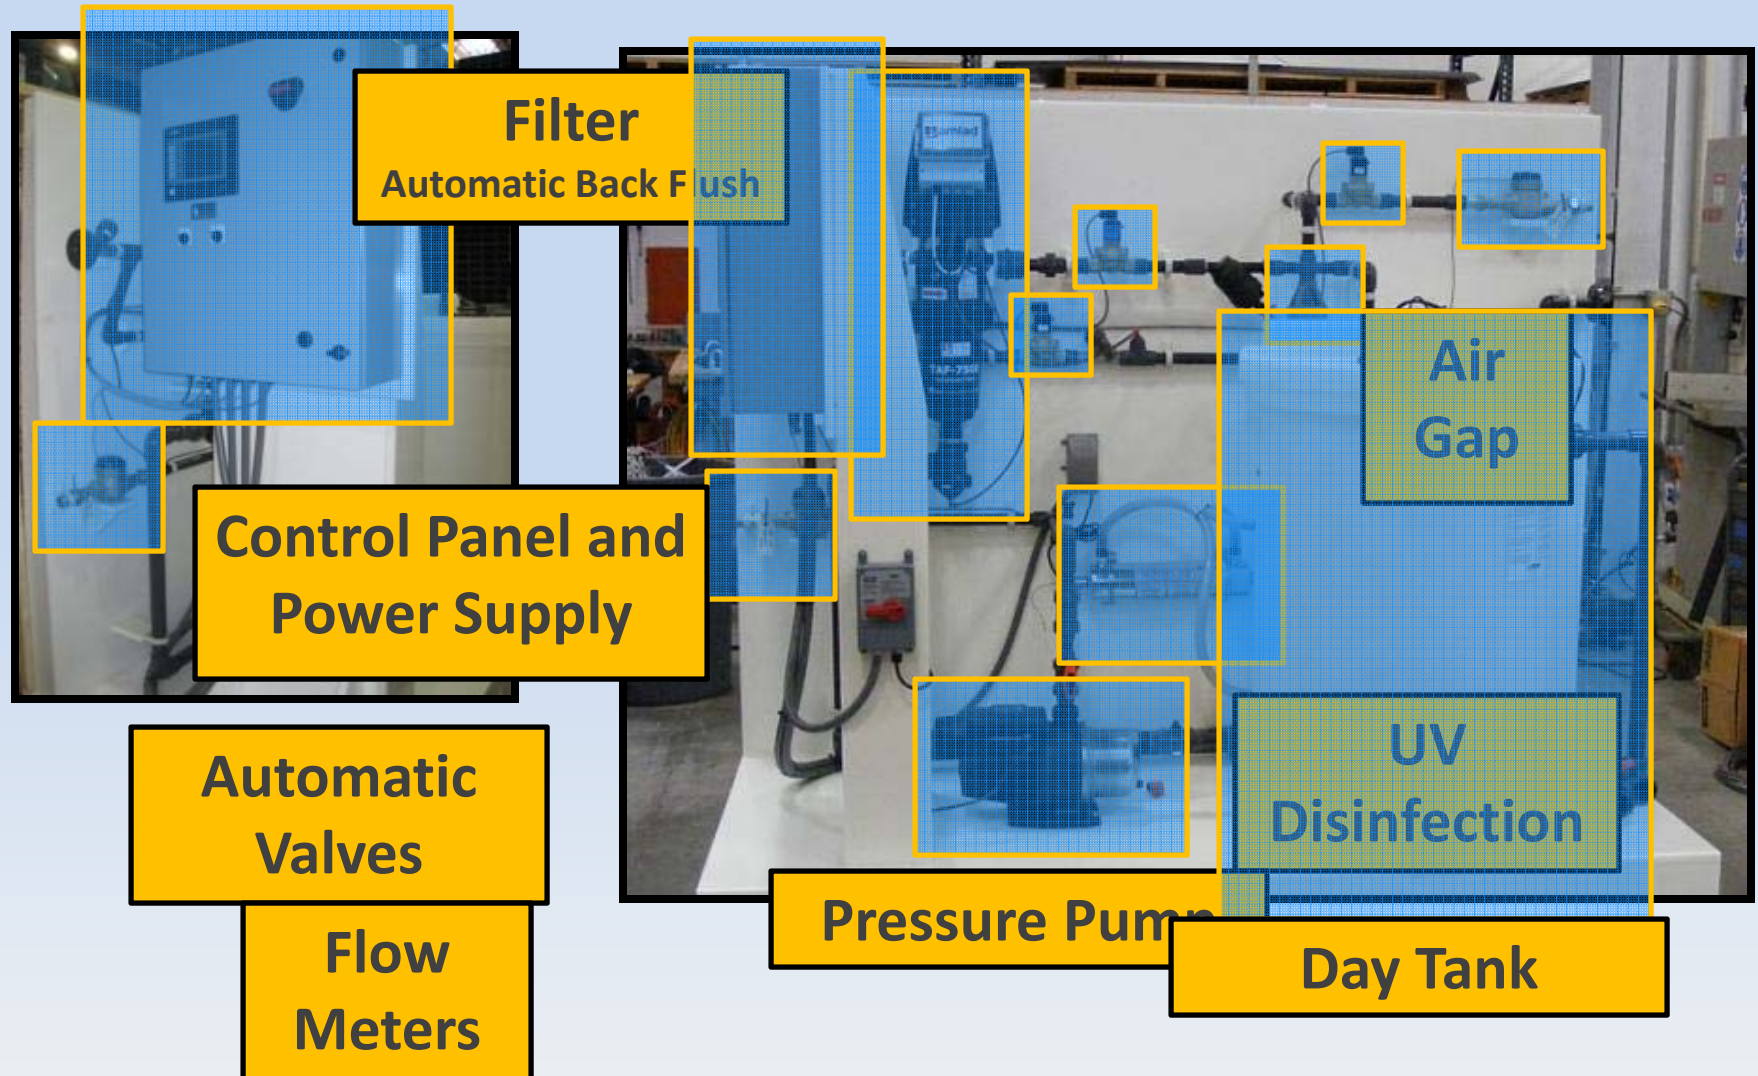 Filter
Automatic Back Flush
Air
Gap
Control Panel and
Power Supply
UV
Disinfection
Automatic
Valves
Pressure Pump
Flow
Meters
Day Tank